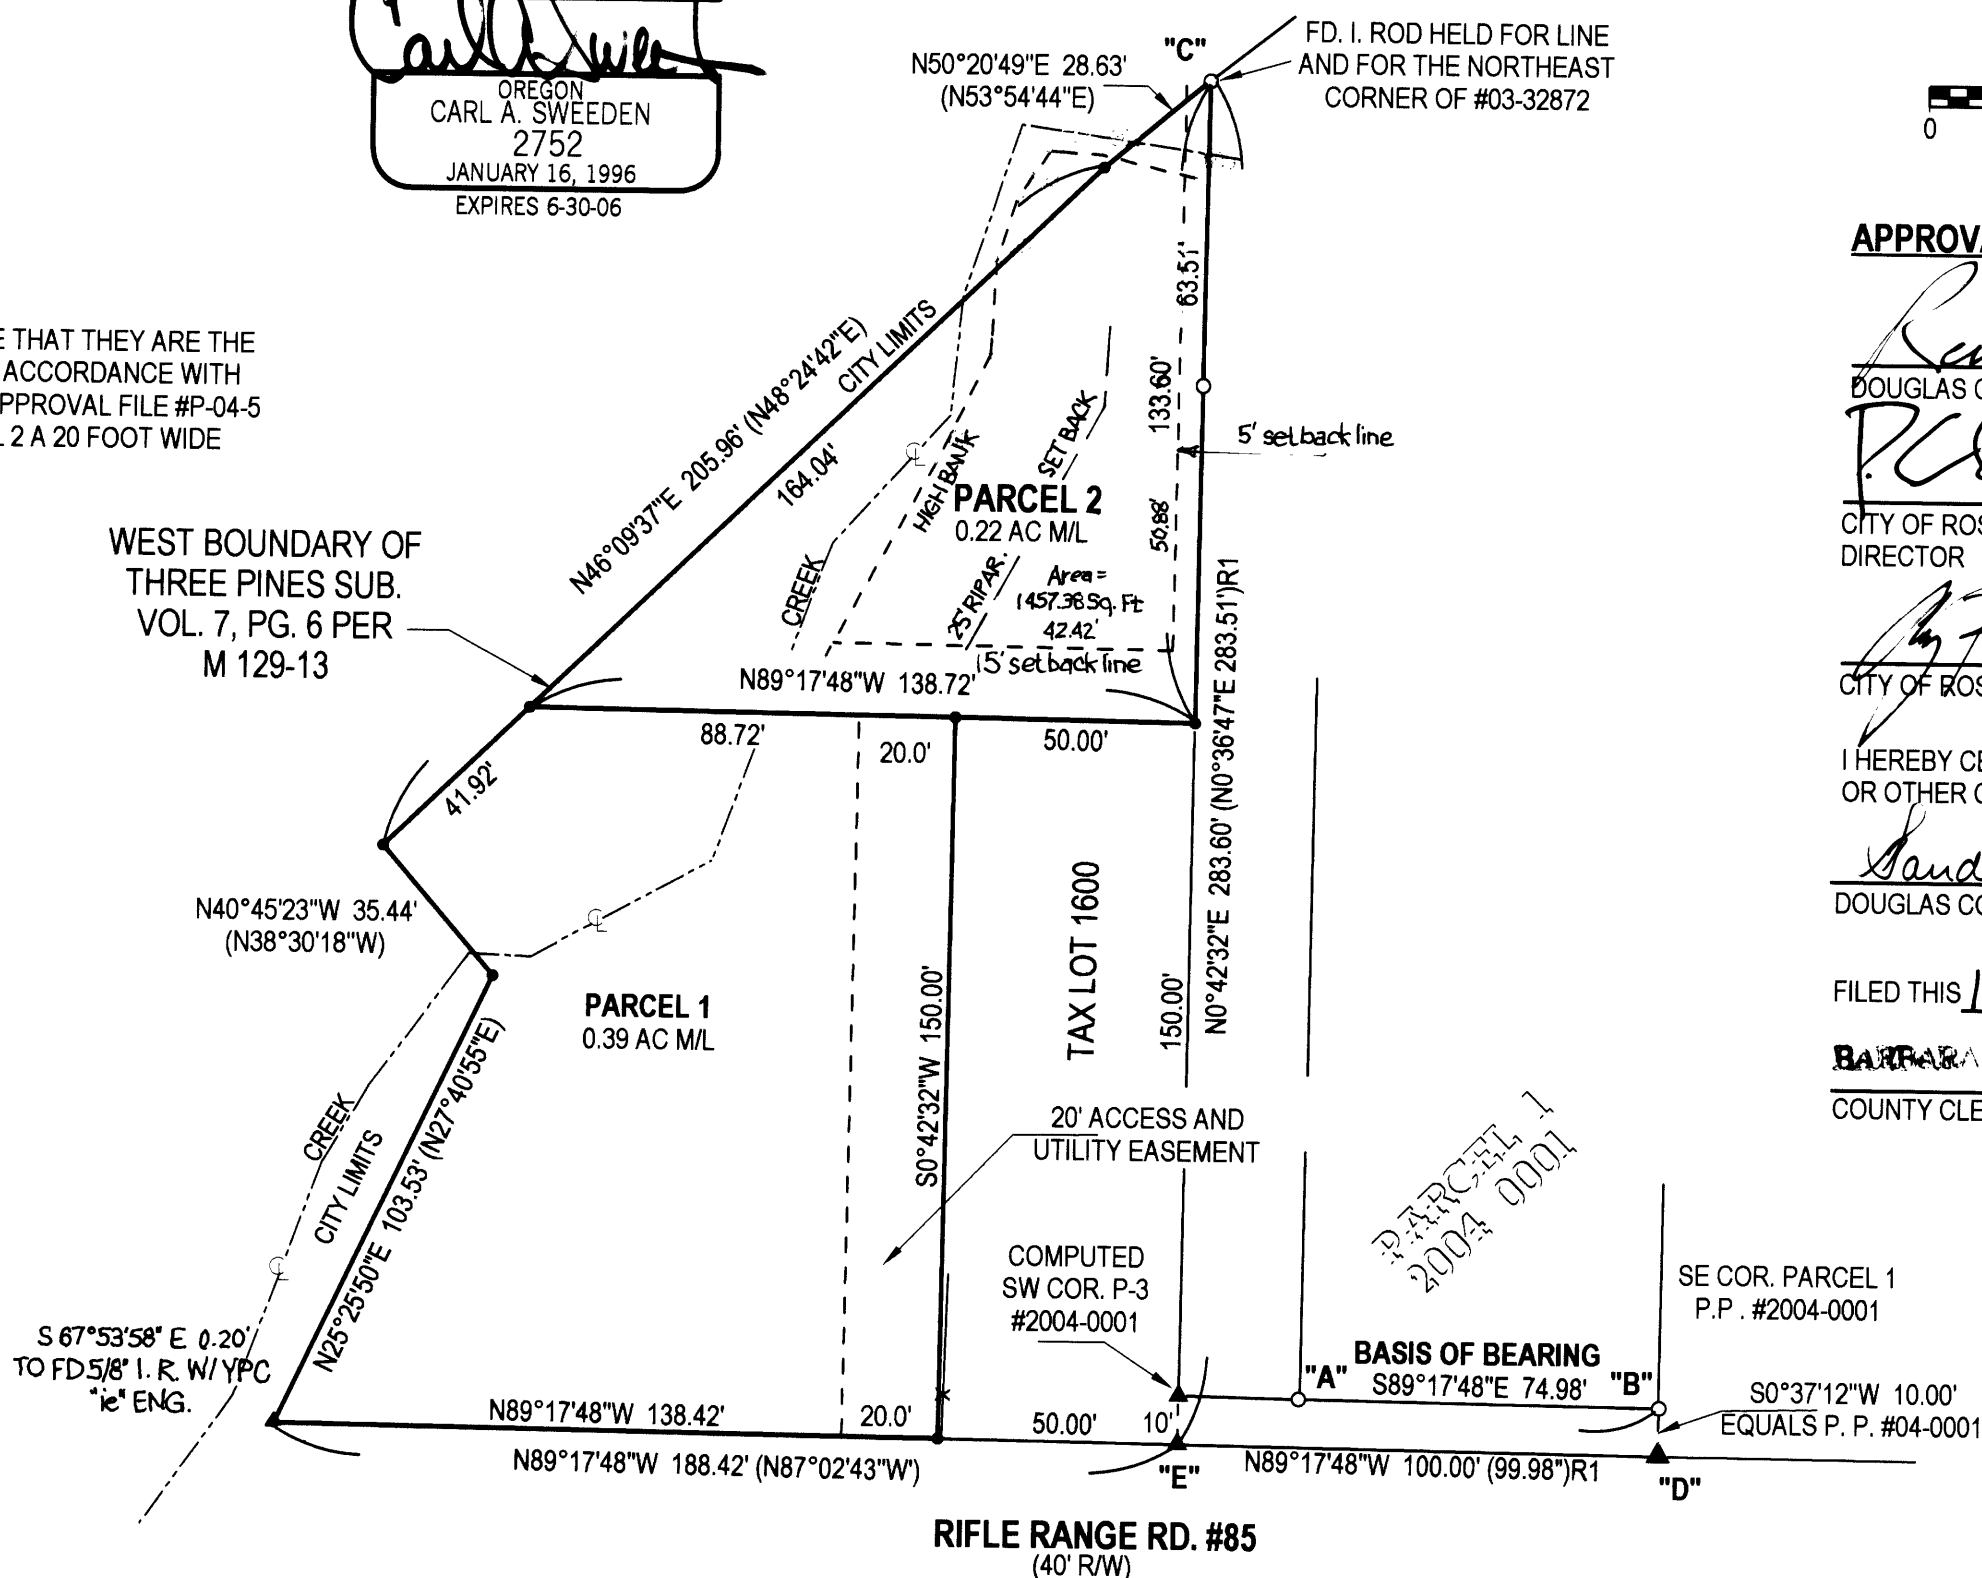 Carl A. Sweeden
OREGON
CARL A. SWEEDEN
2752
JANUARY 16, 1996
EXPIRES 6-30-06
N50°20'49"E 28.63'
(N53°54'44"E)
"C"
FD. I. ROD HELD FOR LINE
AND FOR THE NORTHEAST
CORNER OF #03-32872
0
E THAT THEY ARE THE
ACCORDANCE WITH
PPROVAL FILE #P-04-5
L 2 A 20 FOOT WIDE
WEST BOUNDARY OF
THREE PINES SUB.
VOL. 7, PG. 6 PER
M 129-13
N46°09'37"E 205.96' (N48°24'42"E)
CITY LIMITS
164.04'
CREEK
CL
HIGH BANK
25' RIPAR. SET BACK
63.51'
133.60'
50.88'
5' setback line
PARCEL 2
0.22 AC M/L
Area =
1457.38 Sq. Ft
42.42'
15' setback line
N89°17'48"W 138.72'
88.72'
20.0'
50.00'
41.92'
N40°45'23"W 35.44'
(N38°30'18"W)
CL
PARCEL 1
0.39 AC M/L
S0°42'32"W 150.00'
TAX LOT 1600
150.00'
N0°42'32"E 283.60' (N0°36'47"E 283.51')R1
CREEK
CITY LIMITS
N25°25'50"E 103.53' (N27°40'55"E)
CL
20' ACCESS AND
UTILITY EASEMENT
PARCEL 1
2004 0001
COMPUTED
SW COR. P-3
#2004-0001
SE COR. PARCEL 1
P.P. #2004-0001
S 67°53'58" E 0.20'
TO FD 5/8" I. R. W/ YPC
"ie" ENG.
BASIS OF BEARING
"A"
S89°17'48"E 74.98'
"B"
S0°37'12"W 10.00'
EQUALS P. P. #04-0001
N89°17'48"W 138.42'
20.0'
50.00'
10'
N89°17'48"W 188.42' (N87°02'43"W')
"E"
N89°17'48"W 100.00' (99.98")R1
"D"
RIFLE RANGE RD. #85
(40' R/W)
APPROVA
DOUGLAS C
CITY OF ROS
DIRECTOR
CITY OF ROS
I HEREBY CE
OR OTHER C
Sand
DOUGLAS CO
FILED THIS 1
BARBARA
COUNTY CLE